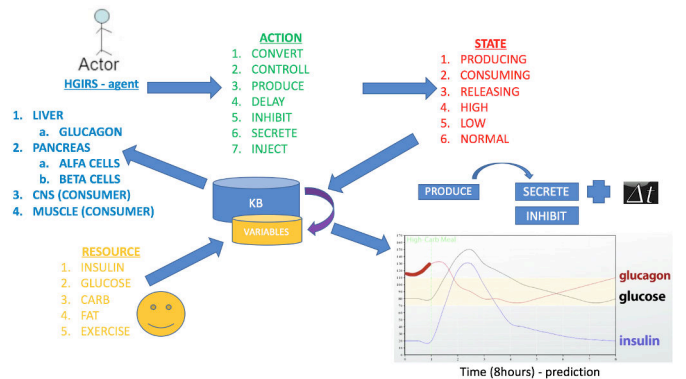 Actor
HGIRS - agent
1. LIVER
a. GLUCAGON
2. PANCREAS
a. ALFA CELLS
b. BETA CELLS
3. CNS (CONSUMER)
4. MUSCLE (CONSUMER)
ACTION
1. CONVERT
2. CONTROLL
3. PRODUCE
4. DELAY
5. INHIBIT
6. SECRETE
7. INJECT
STATE
1. PRODUCING
2. CONSUMING
3. RELEASING
4. HIGH
5. LOW
6. NORMAL
KB
VARIABLES
PRODUCE
SECRETE
INHIBIT
Δt
RESOURCE
1. INSULIN
2. GLUCOSE
3. CARB
4. FAT
5. EXERCISE
High Carb Meal
glucagon
glucose
insulin
Time (8hours) - prediction